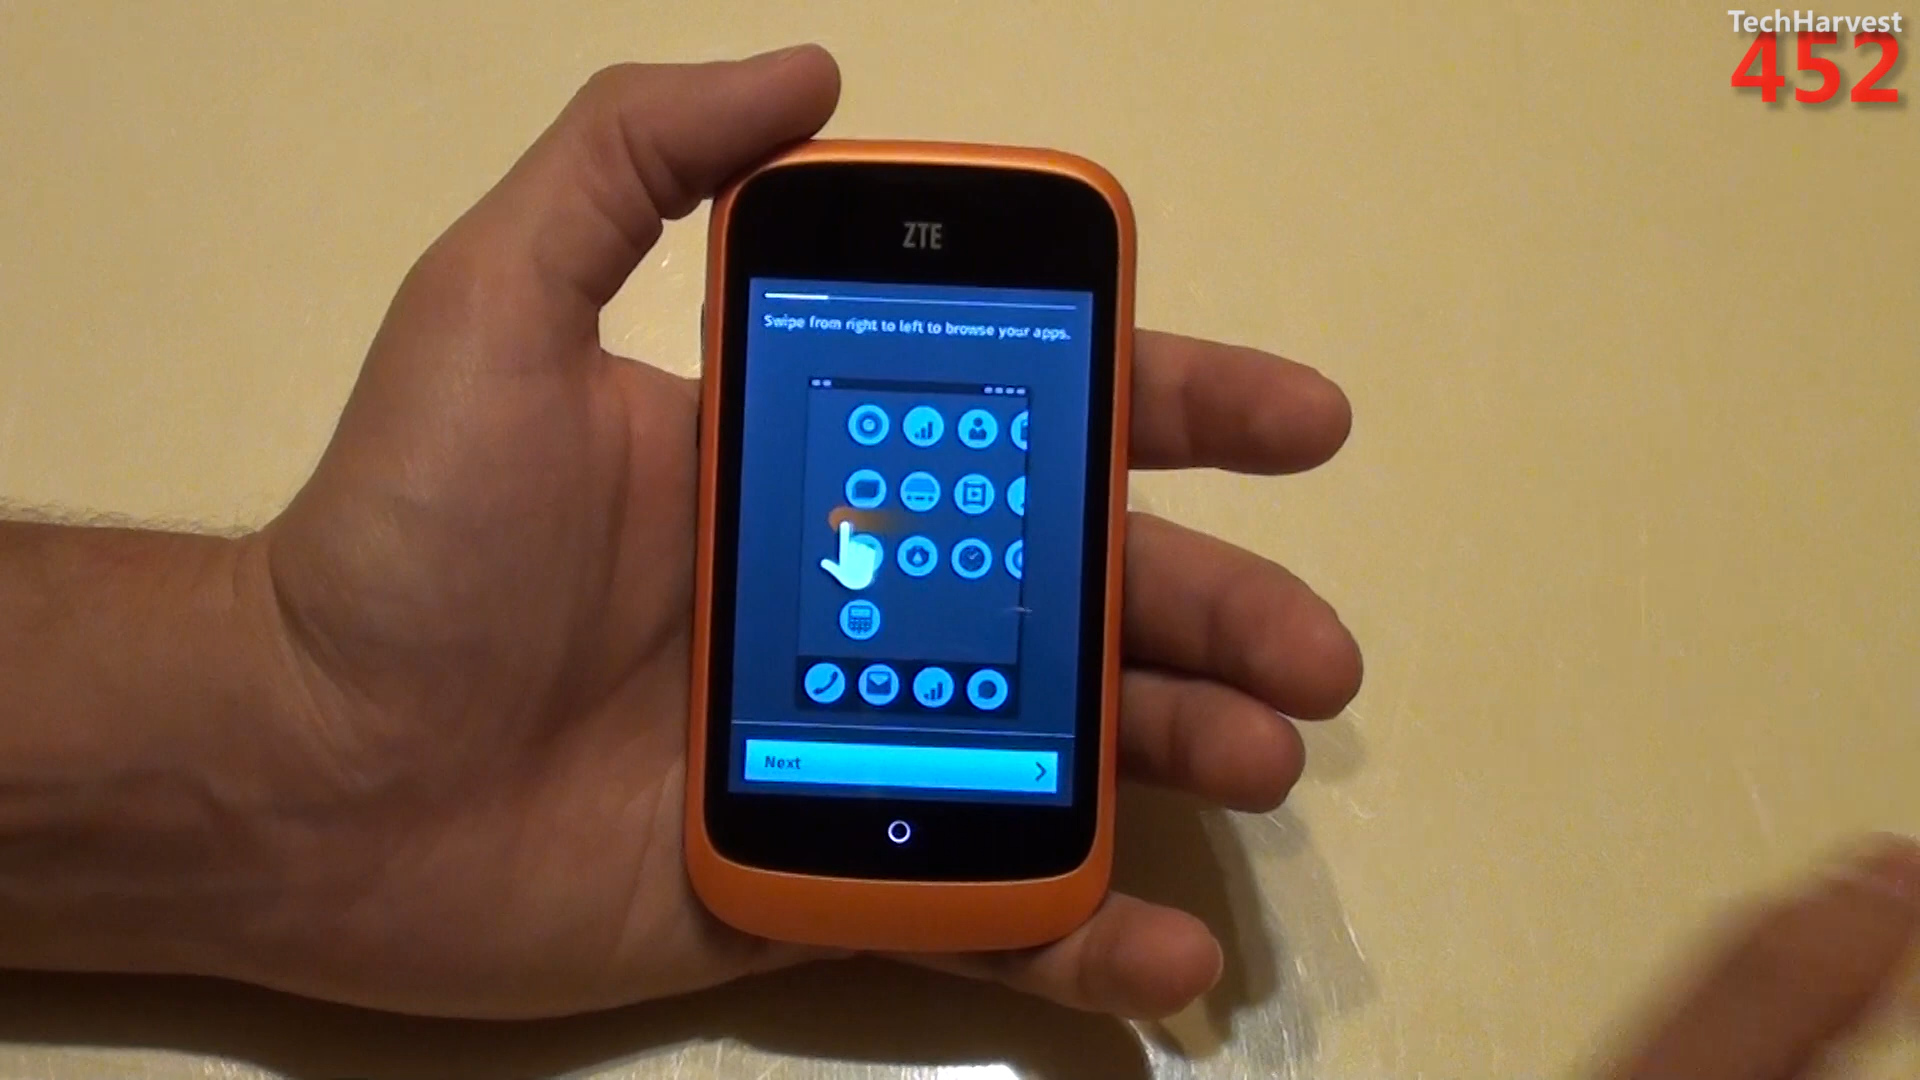 TechHarvest
452
ZTE
Swipe from right to left to browse your apps.
Next